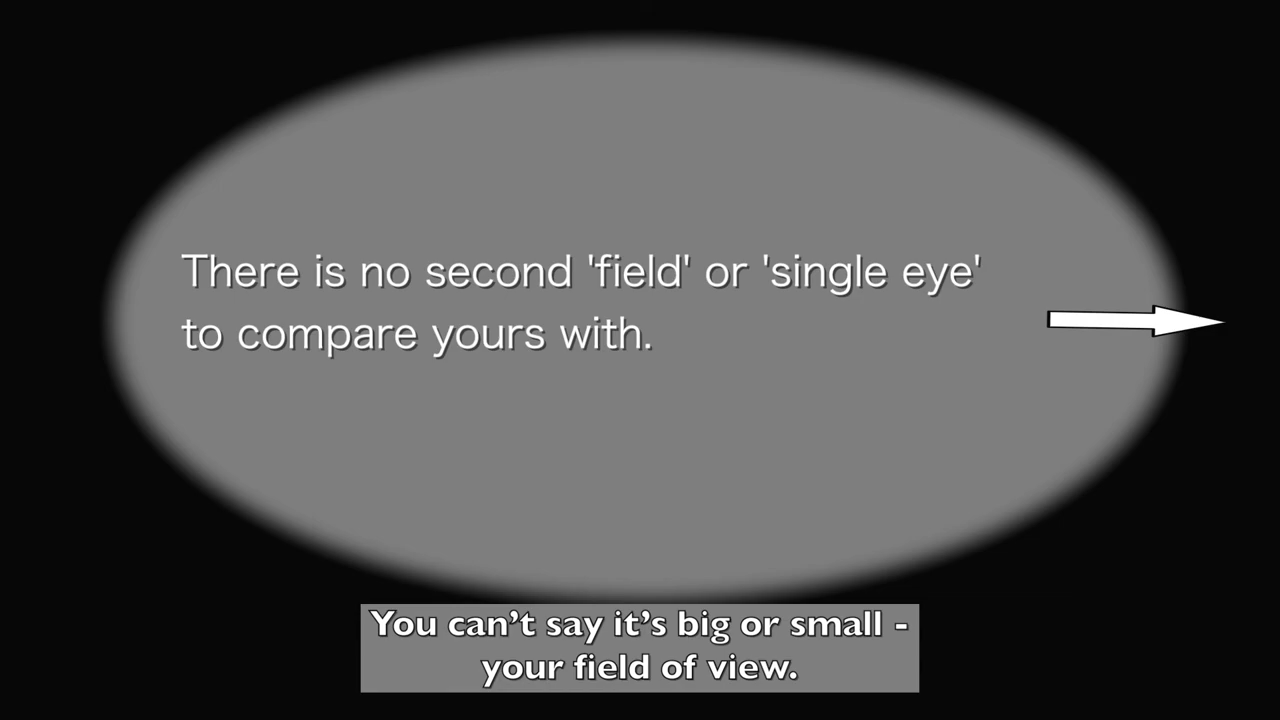 There is no second 'field' or 'single eye'
to compare yours with.
You can’t say it’s big or small -
your field of view.